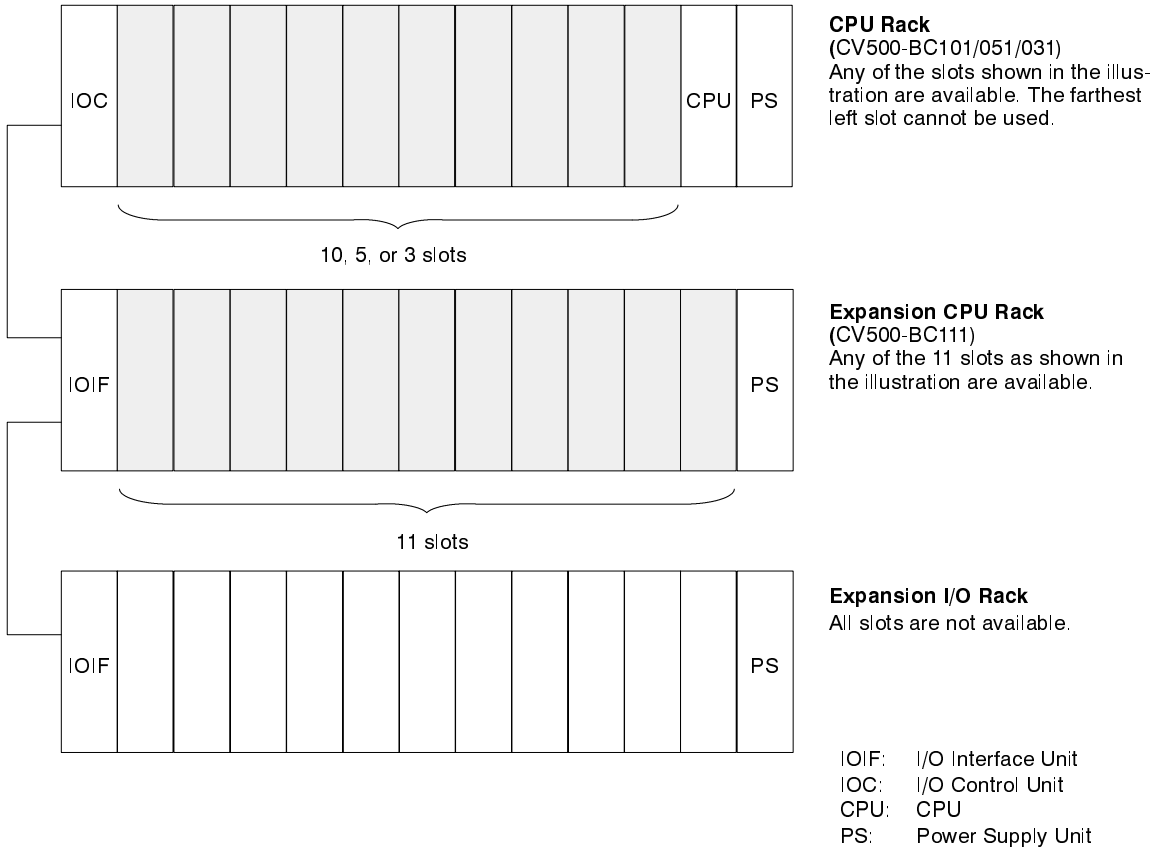 CPU Rack
(CV500-BC101/051/031)
Any of the slots shown in the illus-
tration are available. The farthest
left slot cannot be used.
IOC
CPU
PS
10, 5, or 3 slots
Expansion CPU Rack
(CV500-BC111)
Any of the 11 slots as shown in
the illustration are available.
IOIF
PS
11 slots
Expansion I/O Rack
All slots are not available.
IOIF
PS
IOIF: I/O Interface Unit
IOC: I/O Control Unit
CPU: CPU
PS: Power Supply Unit